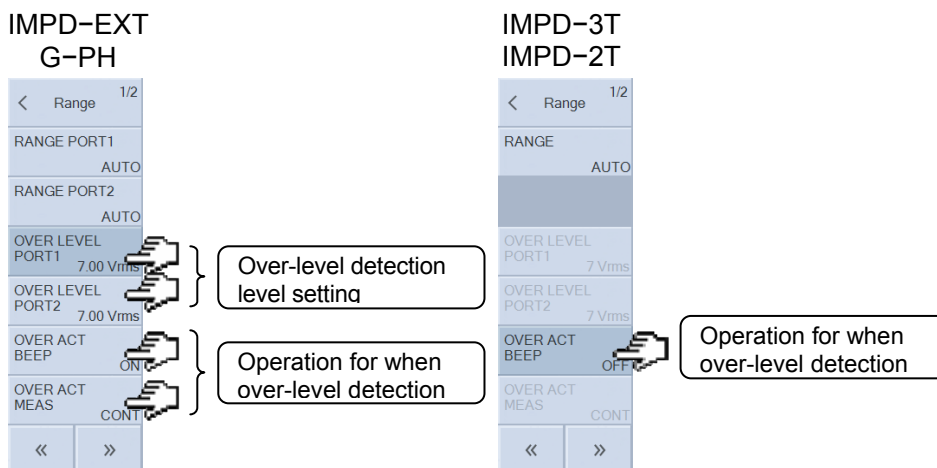 IMPD−EXT
G−PH
1/2
< Range
RANGE PORT1
AUTO
RANGE PORT2
AUTO
OVER LEVEL
PORT1
7.00 Vrms
OVER LEVEL
PORT2
7.00 Vrms
OVER ACT
BEEP
ON
OVER ACT
MEAS
CONT
« »
Over-level detection
level setting
Operation for when
over-level detection
IMPD−3T
IMPD−2T
1/2
< Range
RANGE
AUTO
OVER LEVEL
PORT1
7 Vrms
OVER LEVEL
PORT2
7 Vrms
OVER ACT
BEEP
OFF
OVER ACT
MEAS
CONT
« »
Operation for when
over-level detection